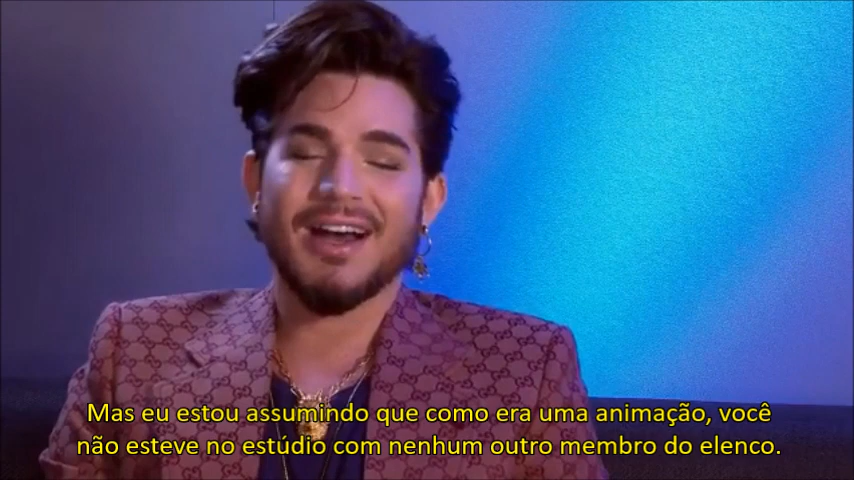 Mas eu estou assumindo que como era uma animação, você
não esteve no estúdio com nenhum outro membro do elenco.